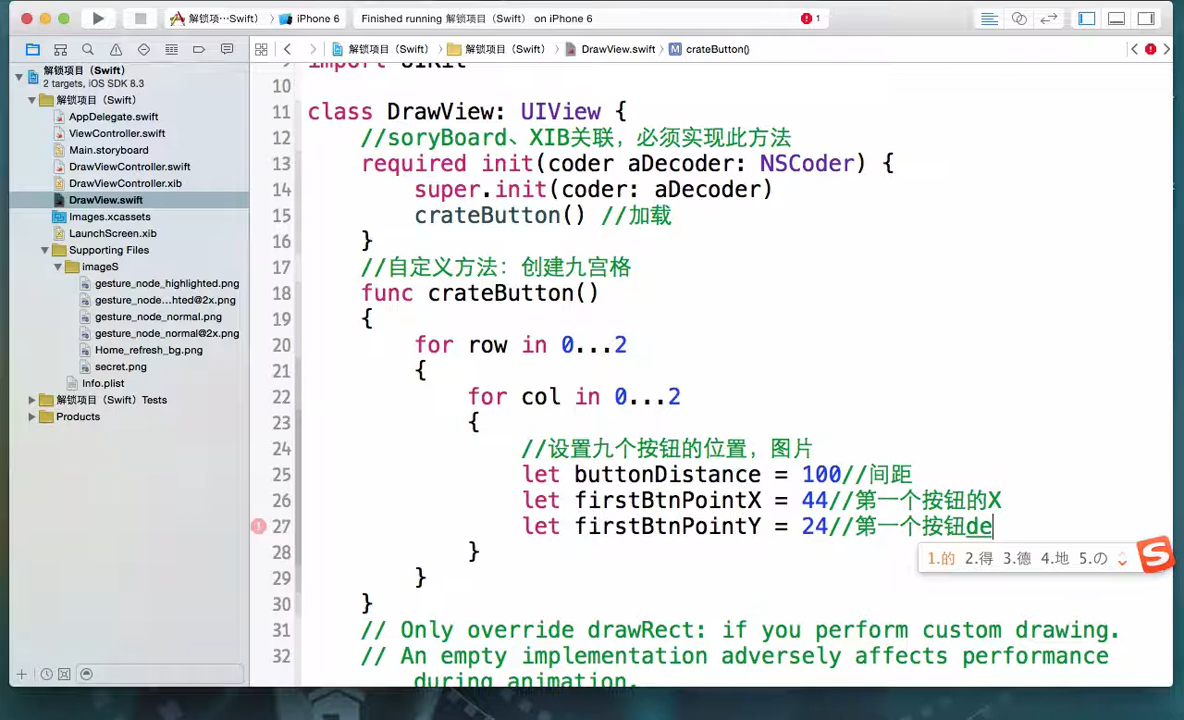 解锁项…Swift）
iPhone 6
Finished running 解锁项目（Swift） on iPhone 6
1
解锁项目（Swift）
解锁项目（Swift）
DrawView.swift
M
crateButton()
解锁项目（Swift）
2 targets, iOS SDK 8.3
解锁项目（Swift）
AppDelegate.swift
ViewController.swift
Main.storyboard
DrawViewController.swift
DrawViewController.xib
DrawView.swift
Images.xcassets
LaunchScreen.xib
Supporting Files
imageS
gesture_node_highlighted.png
gesture_node...hted@2x.png
gesture_node_normal.png
gesture_node_normal@2x.png
Home_refresh_bg.png
secret.png
Info.plist
解锁项目（Swift）Tests
Products
9 import UIKit
10
11 class DrawView: UIView {
12 //soryBoard、XIB关联，必须实现此方法
13 required init(coder aDecoder: NSCoder) {
14 super.init(coder: aDecoder)
15 crateButton() //加载
16 }
17 //自定义方法：创建九宫格
18 func crateButton()
19 {
20 for row in 0...2
21 {
22 for col in 0...2
23 {
24 //设置九个按钮的位置，图片
25 let buttonDistance = 100//间距
26 let firstBtnPointX = 44//第一个按钮的X
27 let firstBtnPointY = 24//第一个按钮de
1.的 2.得 3.德 4.地 5.の
28 }
29 }
30 }
31 // Only override drawRect: if you perform custom drawing.
32 // An empty implementation adversely affects performance
during animation.